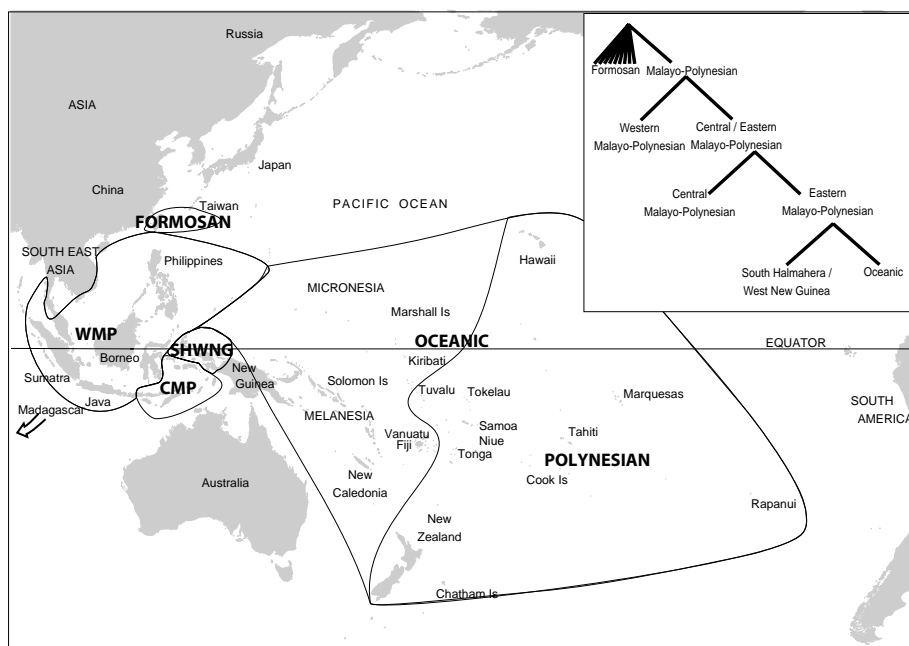 Russia
ASIA
Japan
China
Taiwan
PACIFIC OCEAN
FORMOSAN
SOUTH EAST
ASIA
Philippines
Hawaii
MICRONESIA
Marshall Is
WMP
SHWNG
OCEANIC
EQUATOR
Borneo
Kiribati
New
Guinea
CMP
Sumatra
Solomon Is
Tuvalu
Tokelau
Marquesas
SOUTH
AMERICA
Madagascar
Java
MELANESIA
Samoa
Niue
Tahiti
Vanuatu
Fiji
Tonga
POLYNESIAN
Cook Is
New
Caledonia
Australia
Rapanui
New
Zealand
Chatham Is
Formosan
Malayo-Polynesian
Western
Malayo-Polynesian
Central / Eastern
Malayo-Polynesian
Central
Malayo-Polynesian
Eastern
Malayo-Polynesian
South Halmahera /
West New Guinea
Oceanic